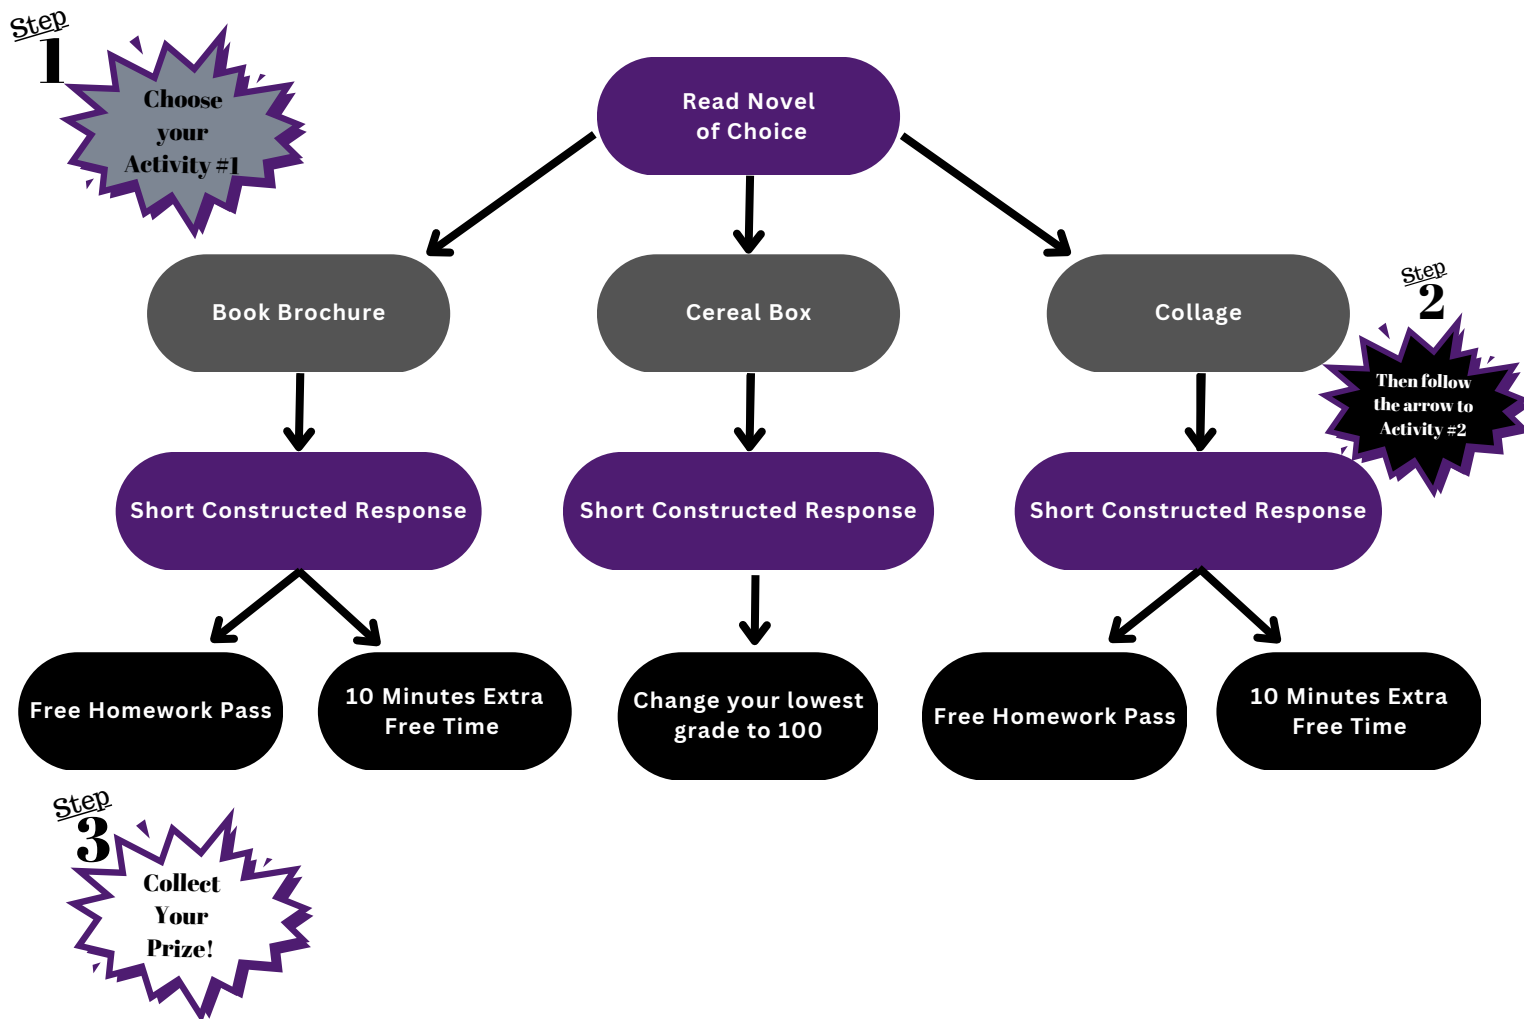 Step
1
Choose
your
Activity #1
Read Novel
of Choice
Book Brochure
Cereal Box
Collage
Step
2
Then follow
the arrow to
Activity #2
Short Constructed Response
Short Constructed Response
Short Constructed Response
Free Homework Pass
10 Minutes Extra
Free Time
Change your lowest
grade to 100
Free Homework Pass
10 Minutes Extra
Free Time
Step
3
Collect
Your
Prize!